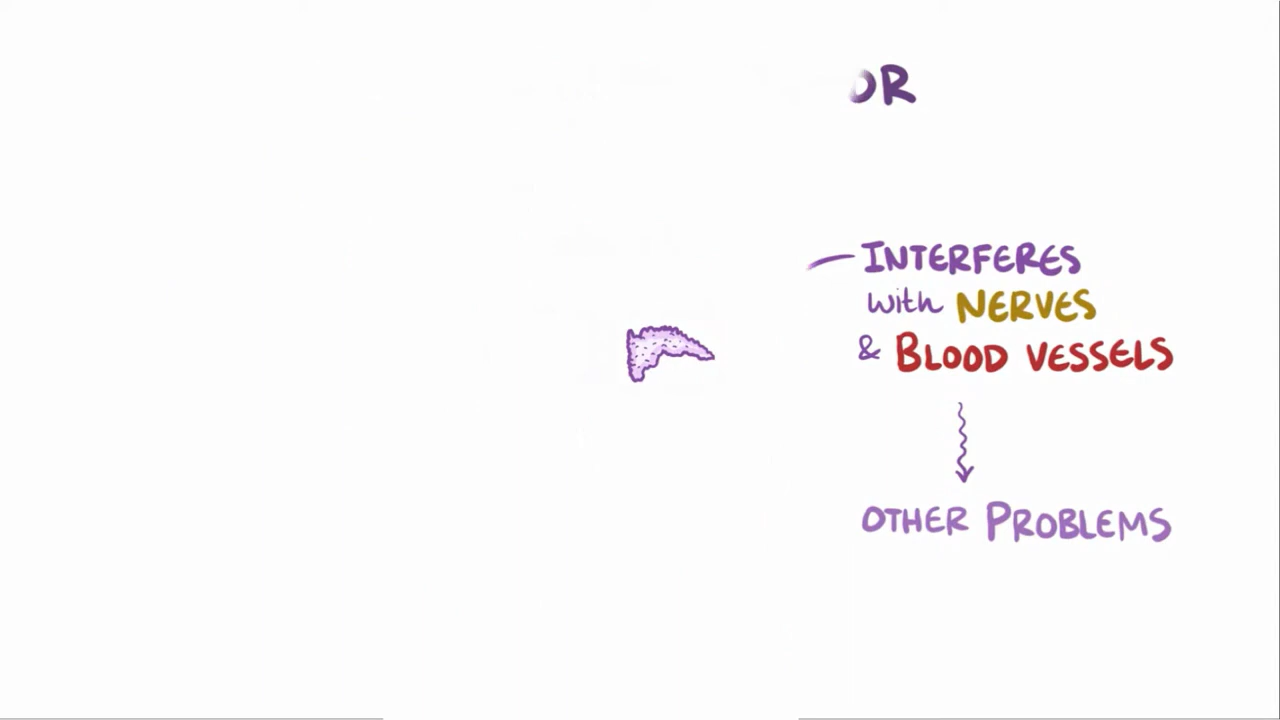 OR
INTERFERES
with NERVES
& BLOOD VESSELS
OTHER PROBLEMS